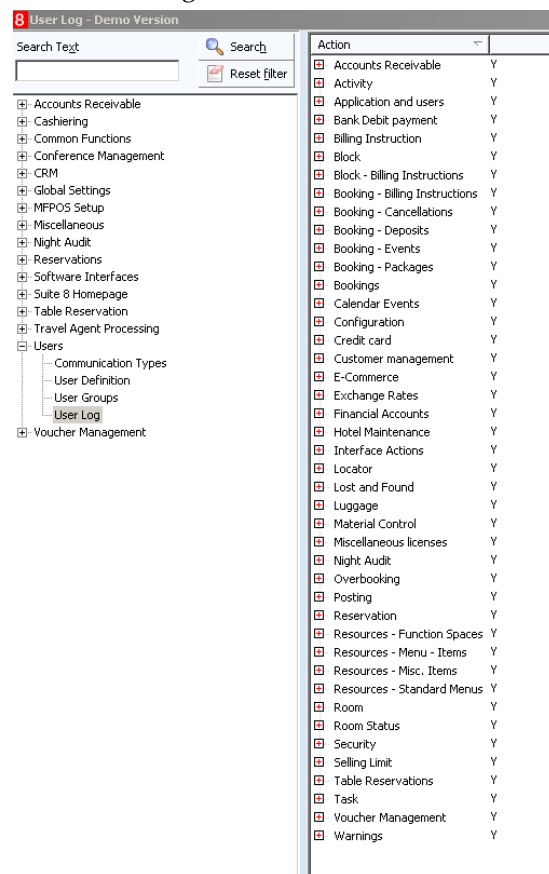 8 User Log - Demo Version
Search Text
Search
Reset filter
Accounts Receivable
Cashiering
Common Functions
Conference Management
CRM
Global Settings
MFPOS Setup
Miscellaneous
Night Audit
Reservations
Software Interfaces
Suite 8 Homepage
Table Reservation
Travel Agent Processing
Users
Communication Types
User Definition
User Groups
User Log
Voucher Management
Action
Accounts Receivable Y
Activity Y
Application and users Y
Bank Debit payment Y
Billing Instruction Y
Block Y
Block - Billing Instructions Y
Booking - Billing Instructions Y
Booking - Cancellations Y
Booking - Deposits Y
Booking - Events Y
Booking - Packages Y
Bookings Y
Calendar Events Y
Configuration Y
Credit card Y
Customer management Y
E-Commerce Y
Exchange Rates Y
Financial Accounts Y
Hotel Maintenance Y
Interface Actions Y
Locator Y
Lost and Found Y
Luggage Y
Material Control Y
Miscellaneous licenses Y
Night Audit Y
Overbooking Y
Posting Y
Reservation Y
Resources - Function Spaces Y
Resources - Menu - Items Y
Resources - Misc. Items Y
Resources - Standard Menus Y
Room Y
Room Status Y
Security Y
Selling Limit Y
Table Reservations Y
Task Y
Voucher Management Y
Warnings Y